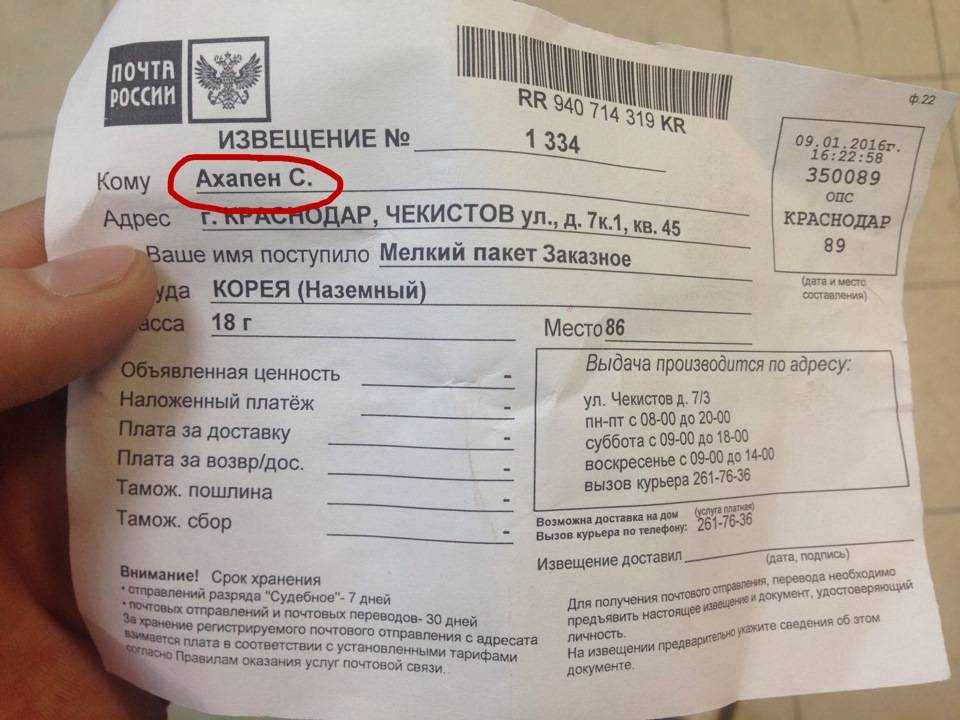 ПОЧТА
РОССИИ
RR 940 714 319 KR
ф.22
ИЗВЕЩЕНИЕ № 1 334
Кому Ахапен С.
Адрес г. КРАСНОДАР, ЧЕКИСТОВ ул., д. 7к.1, кв. 45
Ваше имя поступило Мелкий пакет Заказное
уда КОРЕЯ (Наземный)
асса 18 г
Место 86
09.01.2016г.
16:22:58
350089
ОПС
КРАСНОДАР
89
(дата и место
составления)
Объявленная ценность -
Наложенный платёж -
Плата за доставку -
Плата за возвр/дос. -
Тамож. пошлина -
Тамож. сбор -
Выдача производится по адресу:
ул. Чекистов д. 7/3
пн-пт с 08-00 до 20-00
суббота с 09-00 до 18-00
воскресенье с 09-00 до 14-00
вызов курьера 261-76-36
Возможна доставка на дом (услуга платная)
Вызов курьера по телефону: 261-76-36
Извещение доставил
(дата, подпись)
Внимание! Срок хранения
• отправлений разряда "Судебное"- 7 дней
• почтовых отправлений и почтовых переводов- 30 дней
За хранение регистрируемого почтового отправления с адресата
взимается плата в соответствии с установленными тарифами
согласно Правилам оказания услуг почтовой связи.
Для получения почтового отправления, перевода необходимо
предъявить настоящее извещение и документ, удостоверяющий
личность.
На извещении предварительно укажите сведения об этом
документе.